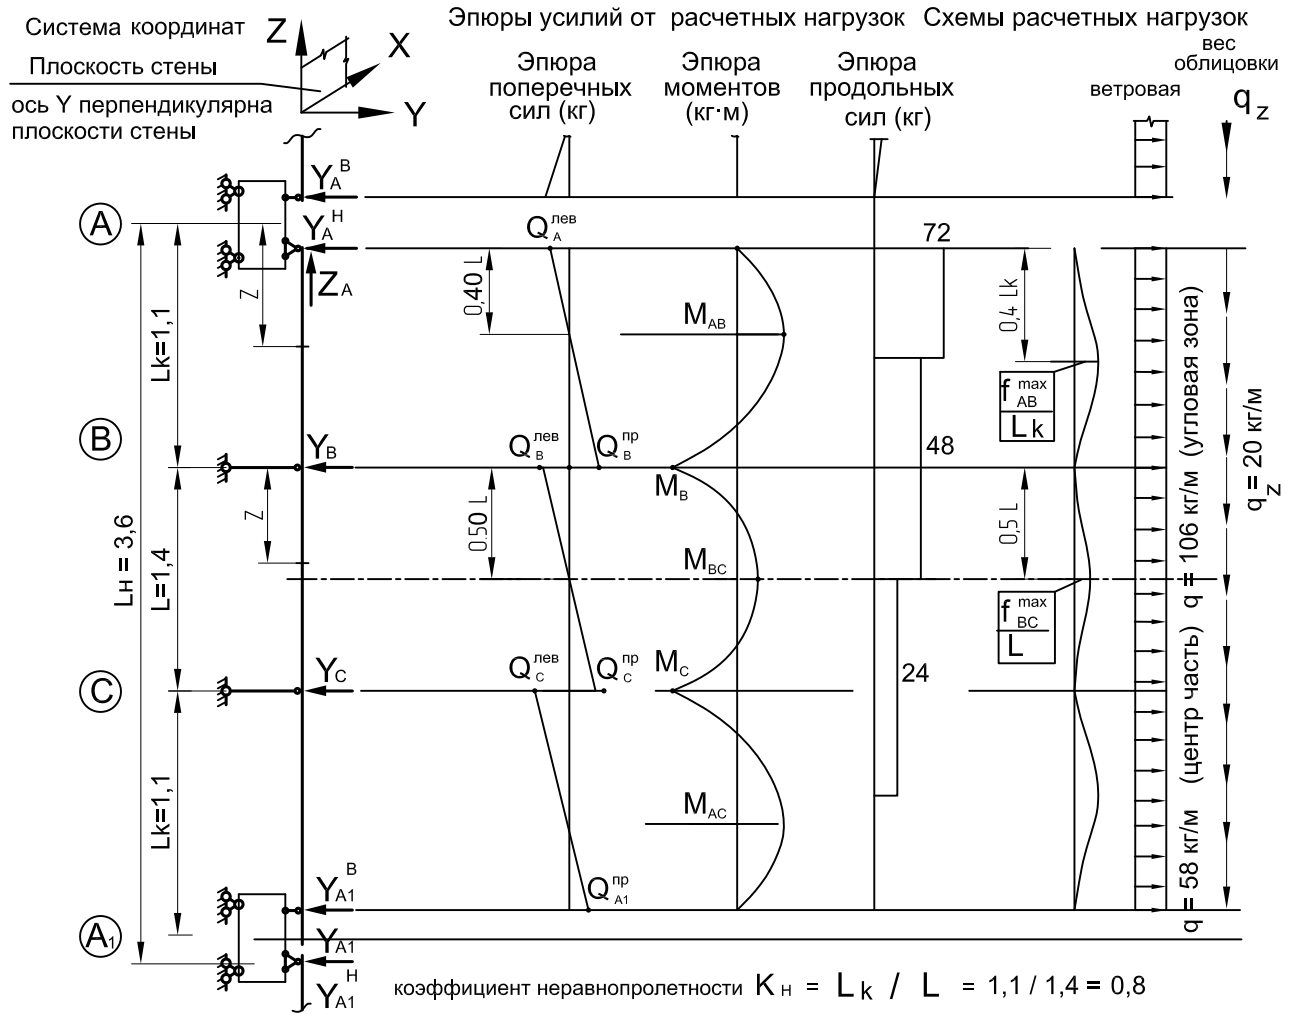 Система координат
Плоскость стены
ось Y перпендикулярна
плоскости стены
Z
X
Y
Эпюры усилий от расчетных нагрузок
Схемы расчетных нагрузок
Эпюра
поперечных
сил (кг)
Эпюра
моментов
(кг·м)
Эпюра
продольных
сил (кг)
ветровая
вес
облицовки
q z
A
Y A B
Y A H
Z A
Z
Lк=1,1
Q A лев
0,40 L
M AB
72
0,4 Lk
f max AB
Lk
B
Y B
Q B лев
Q B пр
M B
48
Z
Lн = 3,6
L=1,4
0.50 L
M BC
0,5 L
f max BC
L
C
Y C
Q C лев
Q C пр
M C
24
Lк=1,1
M AC
Q A1 пр
A1
Y A1 B
Y A1 H
Y A1
q = 58 кг/м (центр часть) q = 106 кг/м (угловая зона)
q z = 20 кг/м
коэффициент неравнопролетности K н = L k / L = 1,1 / 1,4 = 0,8